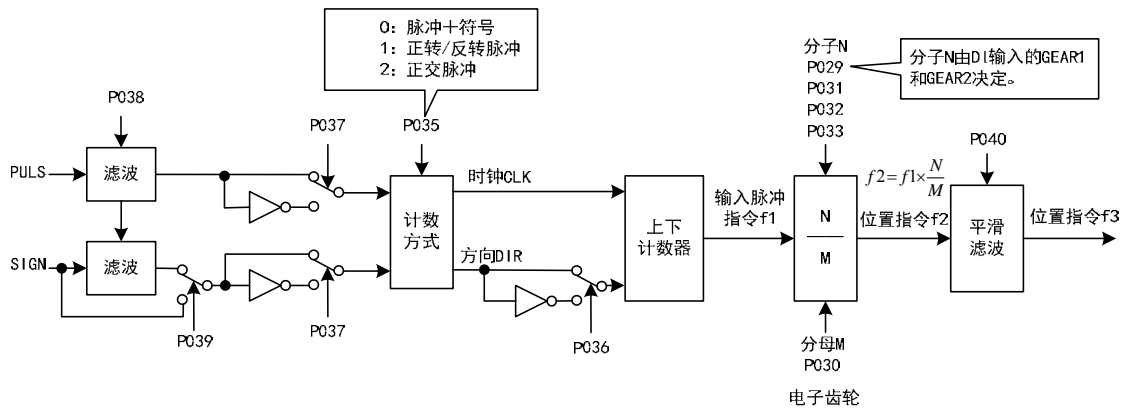 0：脉冲＋符号
1：正转/反转脉冲
2：正交脉冲
分子N
P029
P031
P032
P033
分子N由DI输入的GEAR1
和GEAR2决定。
P038
P037
P035
P040
PULS
滤波
时钟CLK
计数
方式
上下
计数器
输入脉冲
指令f1
N
M
f2=f1×N/M
位置指令f2
平滑
滤波
位置指令f3
SIGN
滤波
方向DIR
P039
P037
P036
分母M
P030
电子齿轮